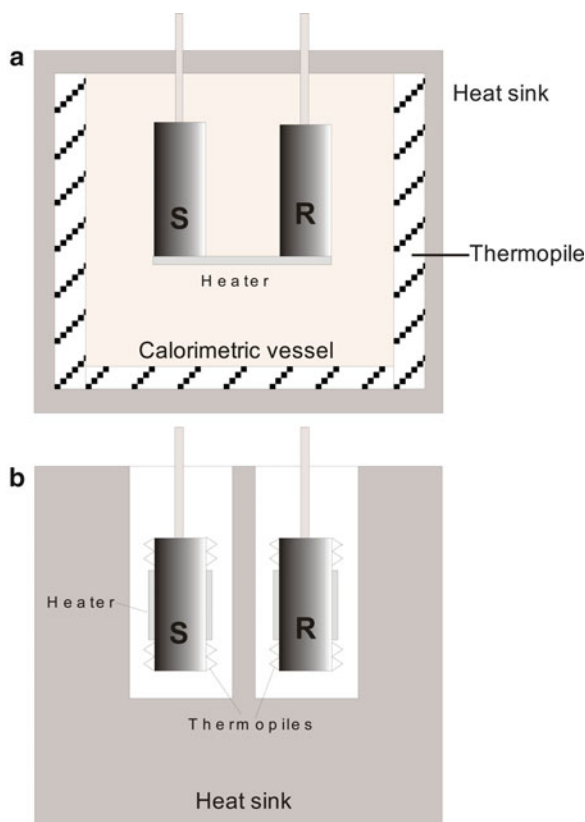 a
Heat sink
S
R
Thermopile
Heater
Calorimetric vessel
b
Heater
S
R
Thermopiles
Heat sink